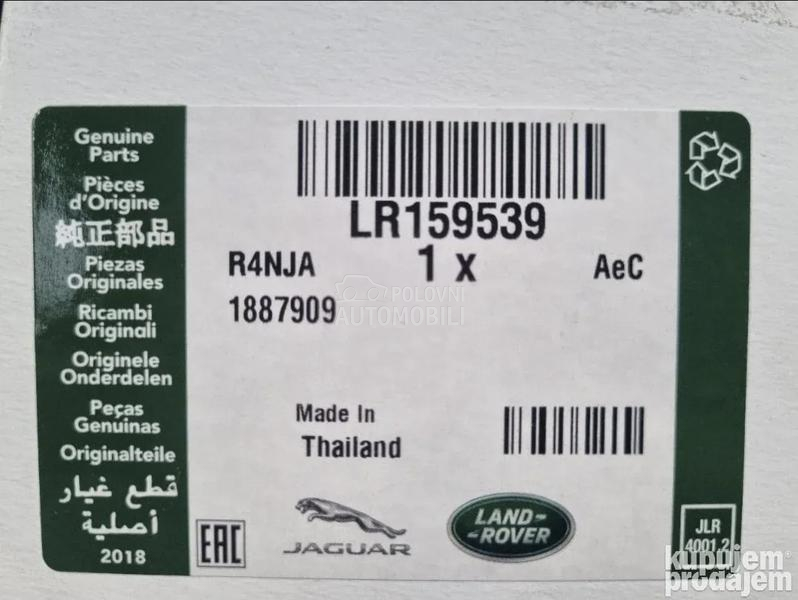 Genuine
Parts
Pièces
d'Origine
純正部品
Piezas
Originales
Ricambi
Originali
Originele
Onderdelen
Peças
Genuinas
Originalteile
قطع غيار
أصلية
2018
LR159539
R4NJA
1 x
AeC
1887909
POLOVNI
AUTOMOBILI
Made In
Thailand
EAC
JAGUAR
LAND-
-ROVER
JLR
4001.2
kupujem
prodajem